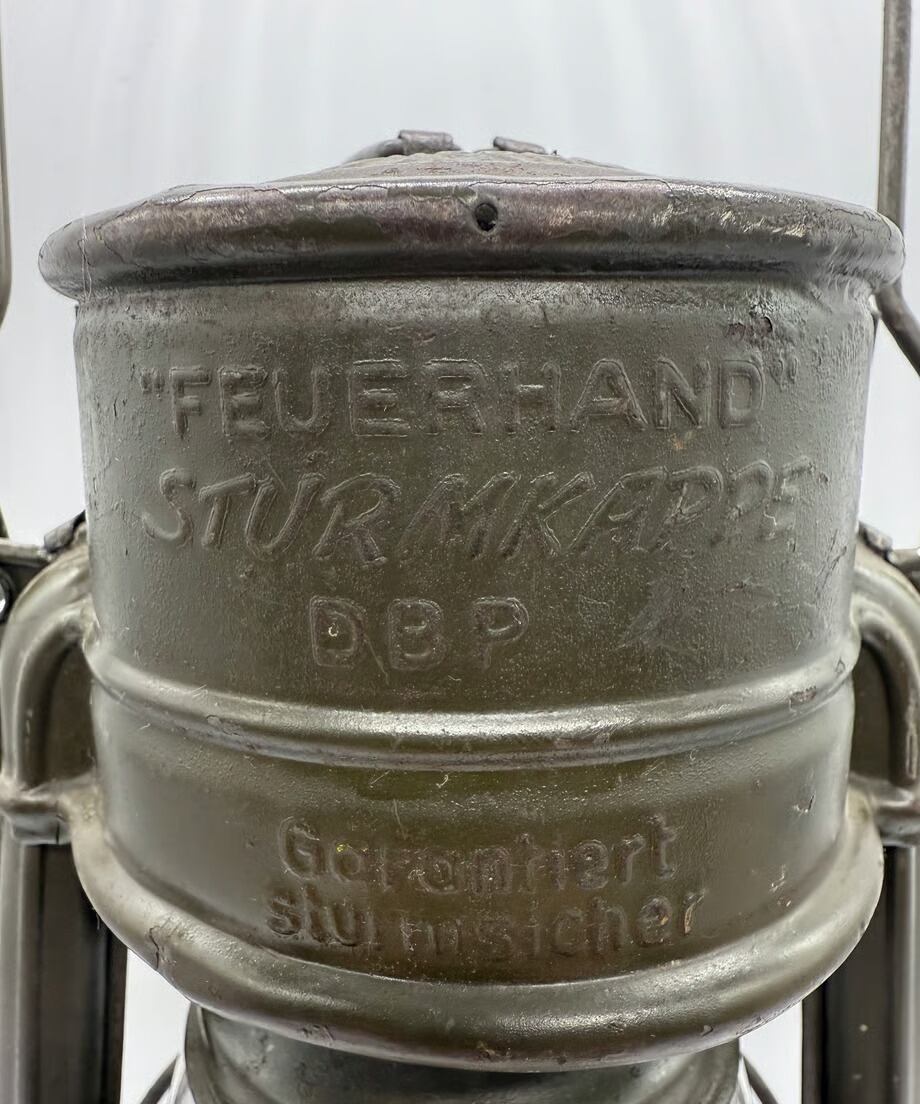 "FEUERHAND"
STURMKAPPE
DBP
Garantiert
sturmsicher